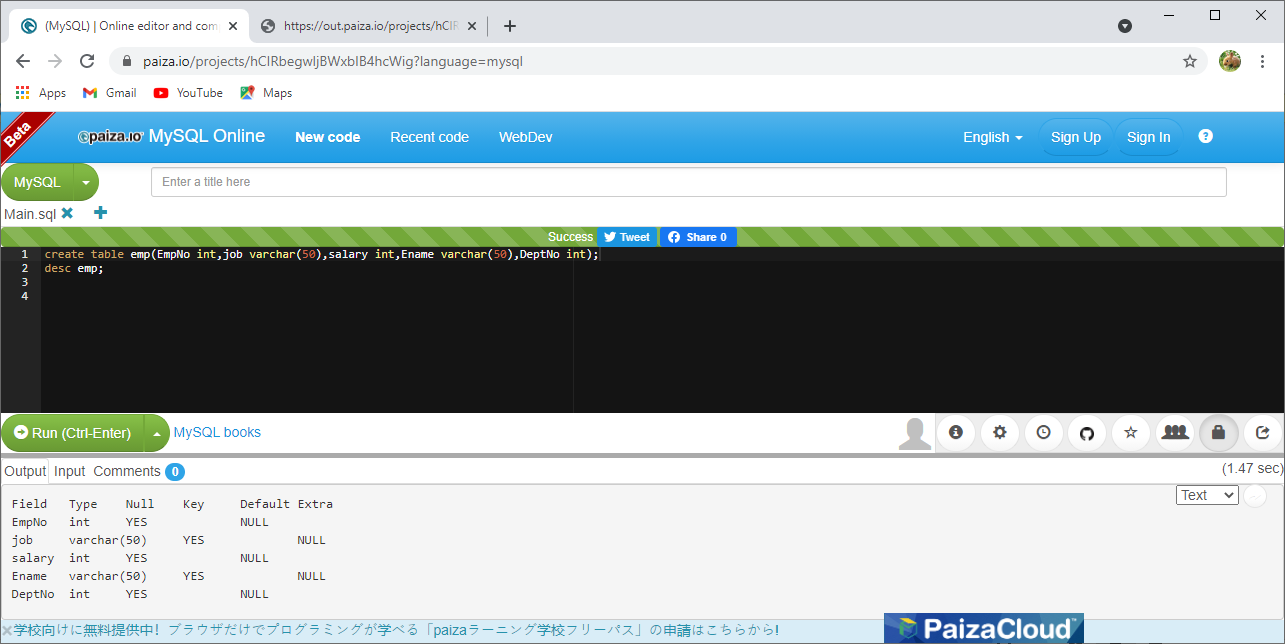 (MySQL) | Online editor and com
https://out.paiza.io/projects/hClR
paiza.io/projects/hClRbegwljBWxbIB4hcWig?language=mysql
Apps Gmail YouTube Maps
Beta
paiza.io MySQL Online New code Recent code WebDev English Sign Up Sign In
MySQL Enter a title here
Main.sql
Success Tweet Share 0
1 create table emp(EmpNo int,job varchar(50),salary int,Ename varchar(50),DeptNo int);
2 desc emp;
3
4
Run (Ctrl-Enter) MySQL books
Output Input Comments 0 (1.47 sec)
Text
Field Type Null Key Default Extra
EmpNo int YES NULL
job varchar(50) YES NULL
salary int YES NULL
Ename varchar(50) YES NULL
DeptNo int YES NULL
学校向けに無料提供中! ブラウザだけでプログラミングが学べる「paizaラーニング学校フリーパス」の申請はこちらから!
PaizaCloud